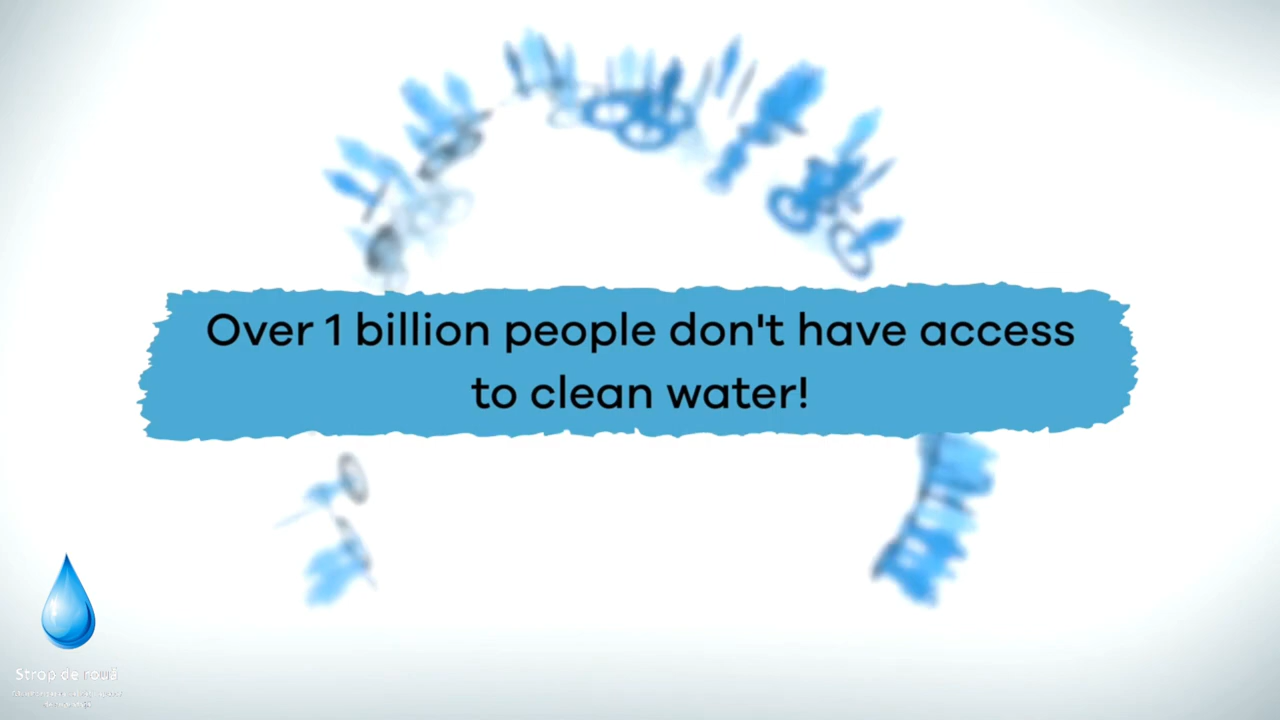 Over 1 billion people don't have access
to clean water!
Strop de rouă